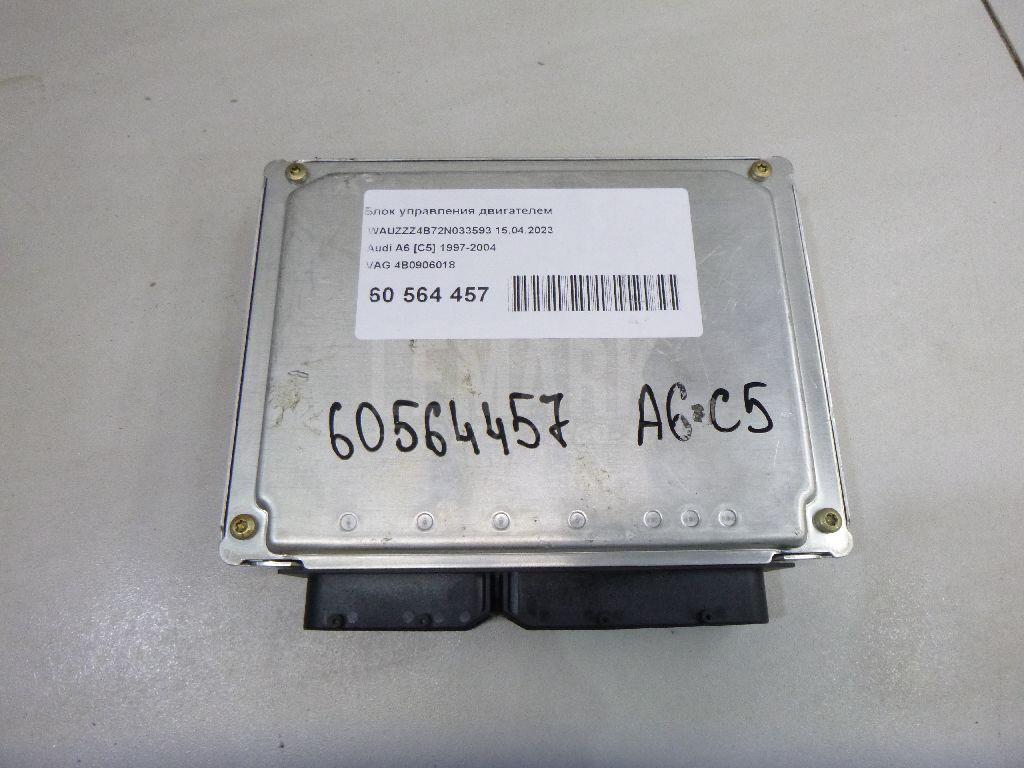 Блок управления двигателем
WAUZZZ4B72N033593 15.04.2023
Audi A6 [C5] 1997-2004
VAG 4B0906018
60 564 457
LEMARK
60564457 A6 C5